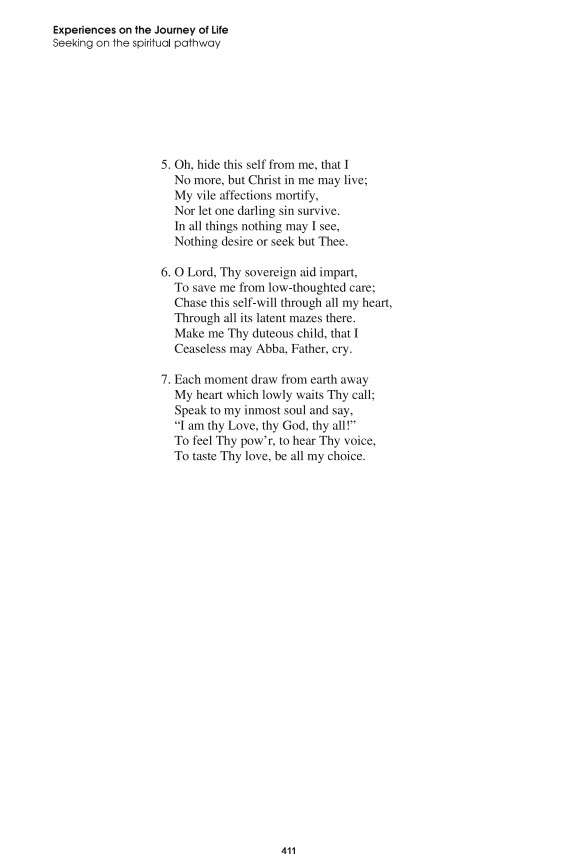 Experiences on the Journey of Life
Seeking on the spiritual pathway
5. Oh, hide this self from me, that I
No more, but Christ in me may live;
My vile affections mortify,
Nor let one darling sin survive.
In all things nothing may I see,
Nothing desire or seek but Thee.
6. O Lord, Thy sovereign aid impart,
To save me from low-thoughted care;
Chase this self-will through all my heart,
Through all its latent mazes there.
Make me Thy duteous child, that I
Ceaseless may Abba, Father, cry.
7. Each moment draw from earth away
My heart which lowly waits Thy call;
Speak to my inmost soul and say,
“I am thy Love, thy God, thy all!”
To feel Thy pow’r, to hear Thy voice,
To taste Thy love, be all my choice.
411